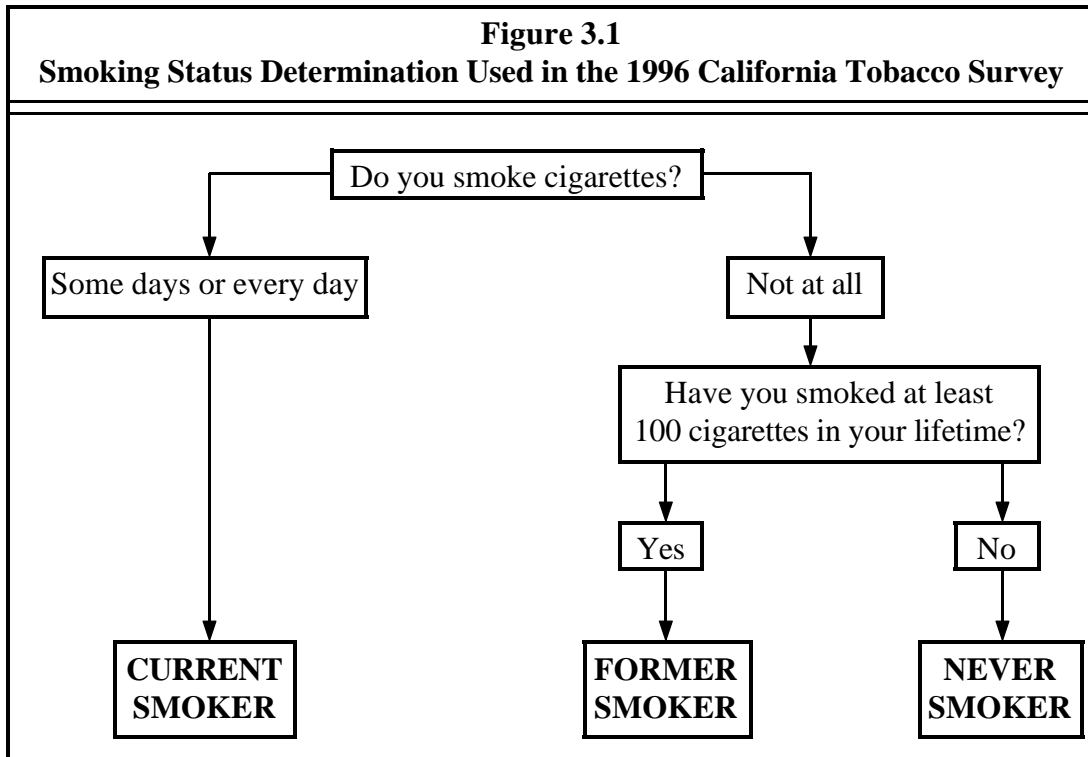 Figure 3.1
Smoking Status Determination Used in the 1996 California Tobacco Survey
Do you smoke cigarettes?
Some days or every day
Not at all
Have you smoked at least
100 cigarettes in your lifetime?
Yes
No
CURRENT
SMOKER
FORMER
SMOKER
NEVER
SMOKER